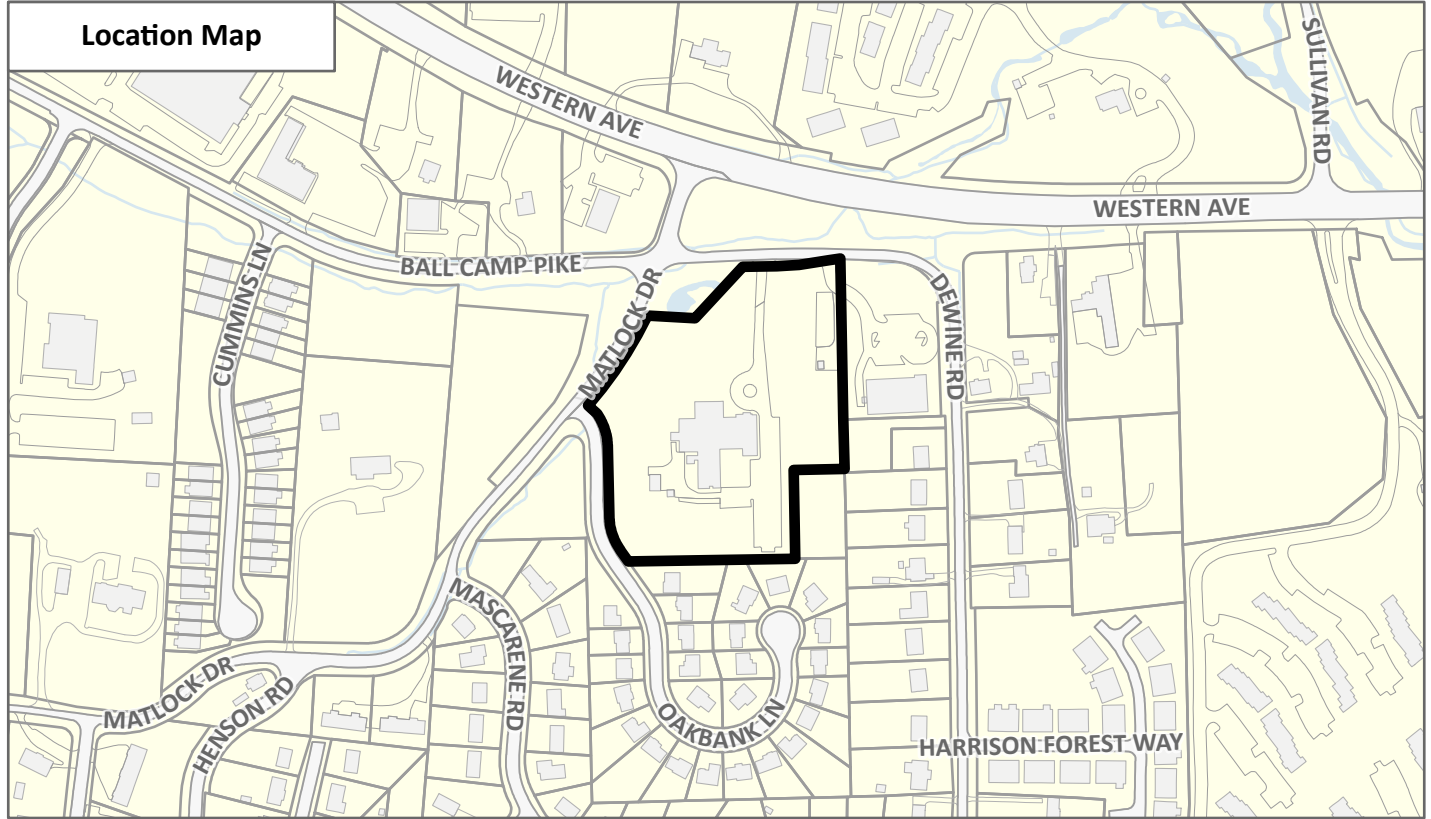 Location Map
WESTERN AVE
SULLIVAN RD
WESTERN AVE
BALL CAMP PIKE
CUMMINS LN
MATLOCK DR
DEWINE RD
MASCARENE RD
MATLOCK DR
HENSON RD
OAKBANK LN
HARRISON FOREST WAY